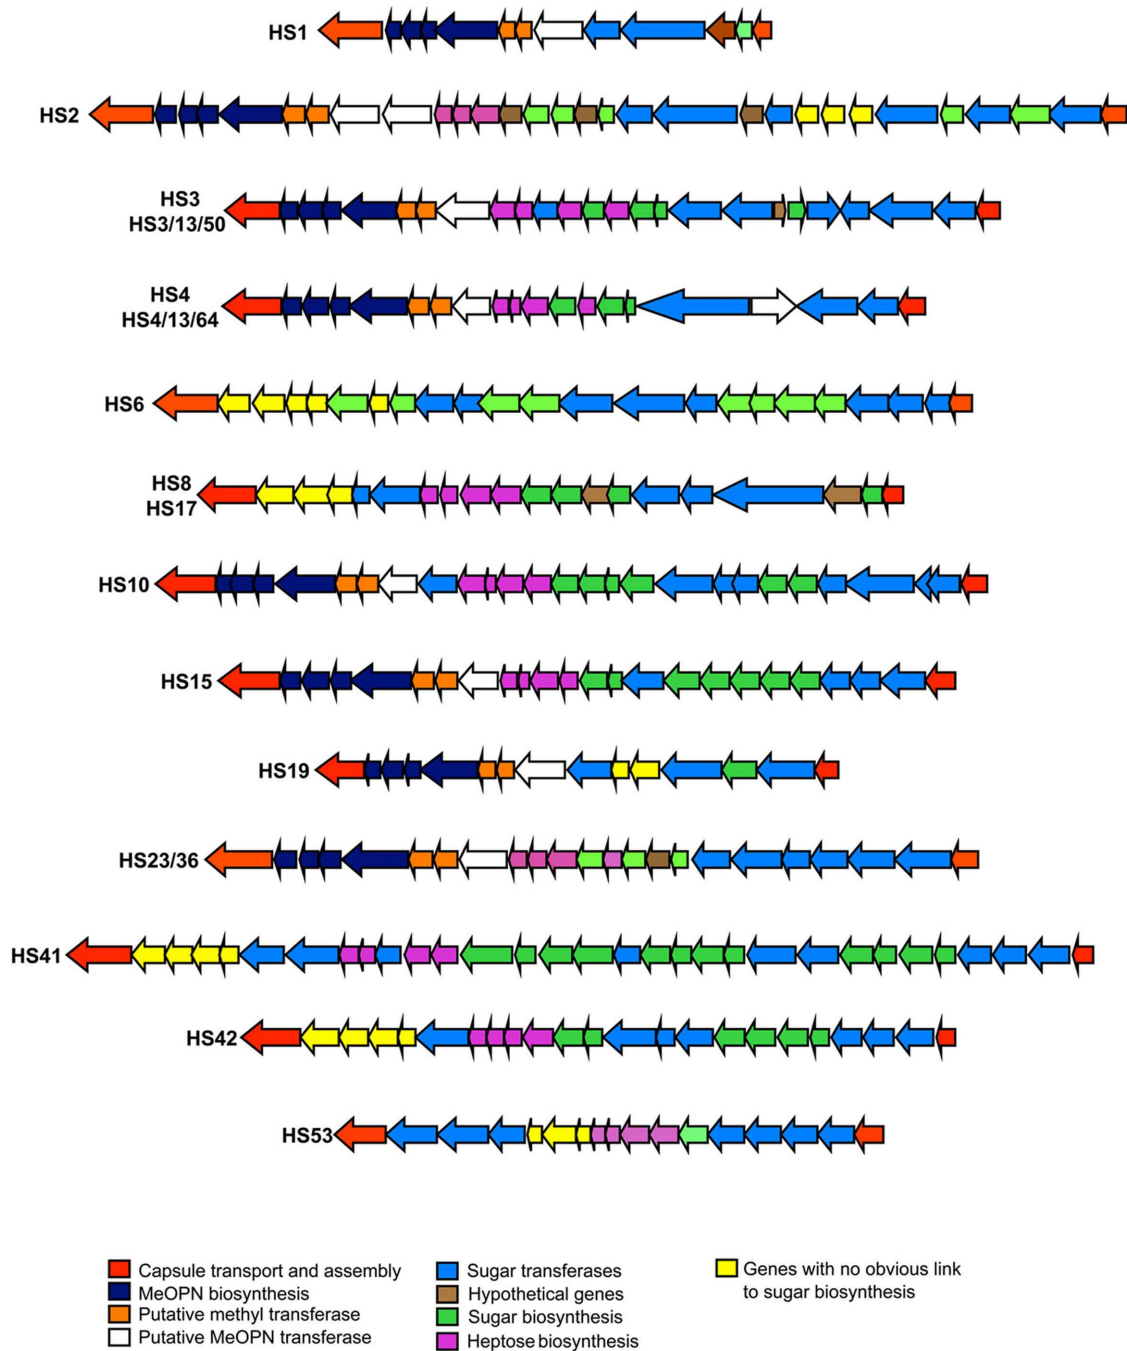 HS1
HS2
HS3
HS3/13/50
HS4
HS4/13/64
HS6
HS8
HS17
HS10
HS15
HS19
HS23/36
HS41
HS42
HS53
Capsule transport and assembly
MeOPN biosynthesis
Putative methyl transferase
Putative MeOPN transferase
Sugar transferases
Hypothetical genes
Sugar biosynthesis
Heptose biosynthesis
Genes with no obvious link
to sugar biosynthesis